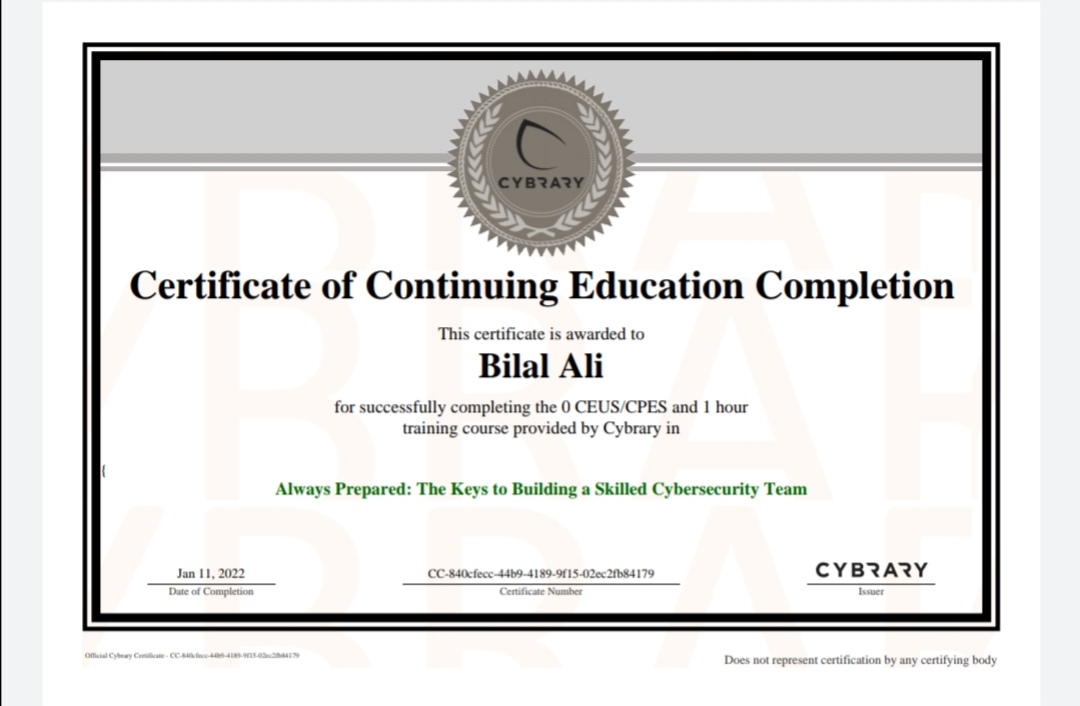 CYBRARY
Certificate of Continuing Education Completion
This certificate is awarded to
Bilal Ali
for successfully completing the 0 CEUS/CPES and 1 hour
training course provided by Cybrary in
{
Always Prepared: The Keys to Building a Skilled Cybersecurity Team
Jan 11, 2022
Date of Completion
CC-840cfecc-44b9-4189-9f15-02ec2fb84179
Certificate Number
CYBRARY
Issuer
Official Cybrary Certificate - CC-840cfecc-44b9-4189-9f15-02ec2fb84179
Does not represent certification by any certifying body